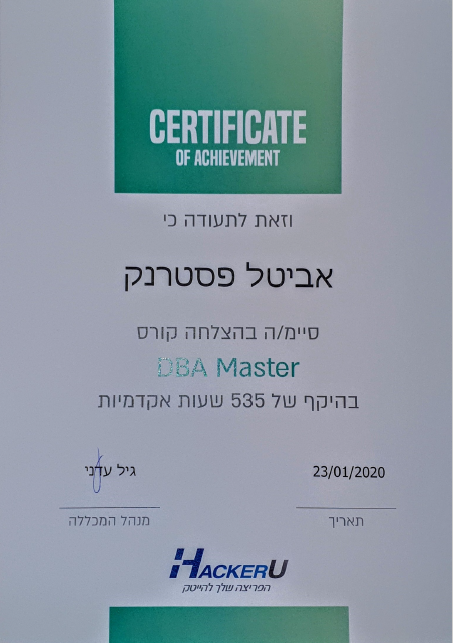 CERTIFICATE
OF ACHIEVEMENT
וזאת לתעודה כי
אביטל פסטרנק
סיימ/ה בהצלחה קורס
DBA Master
בהיקף של 535 שעות אקדמיות
23/01/2020
תאריך
גיל עדני
מנהל המכללה
HACKERU
הפריצה שלך להייטק